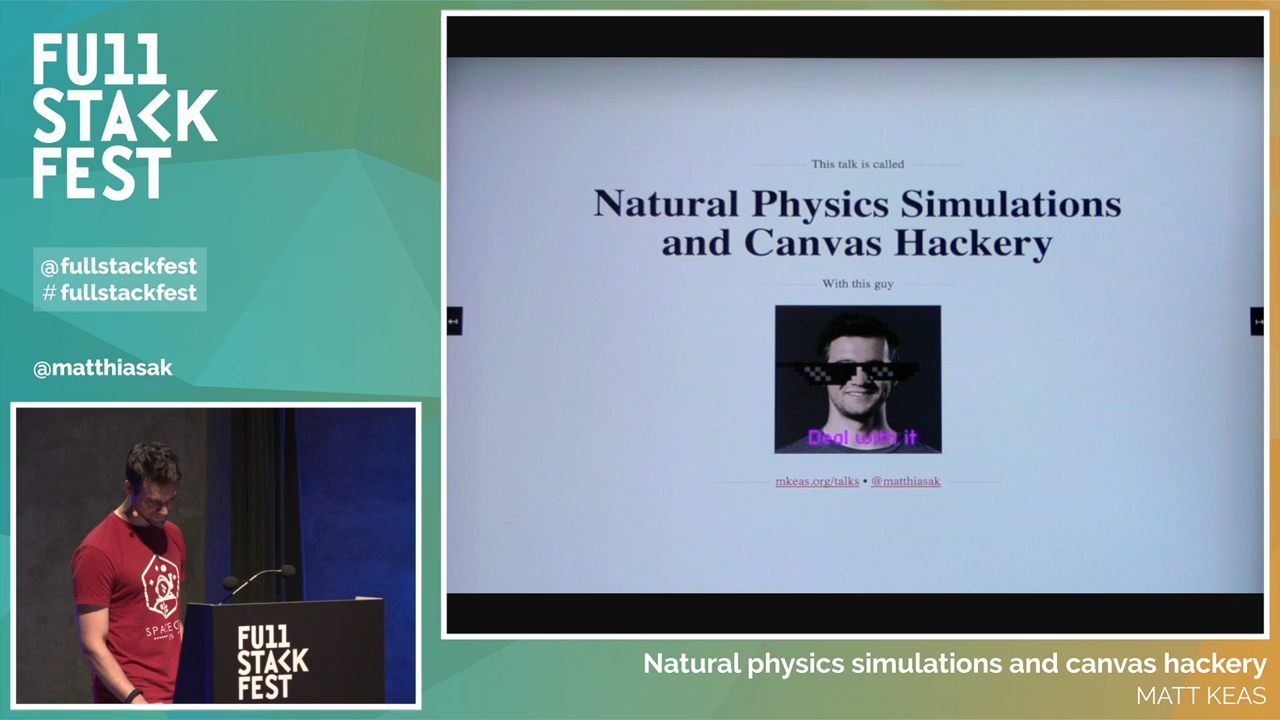 FU11
STACK
FEST
@fullstackfest
# fullstackfest
@matthiasak
This talk is called
Natural Physics Simulations
and Canvas Hackery
With this guy
Deal with it
mkeas.org/talks • @matthiasak
FU11
STACK
FEST
Natural physics simulations and canvas hackery
MATT KEAS